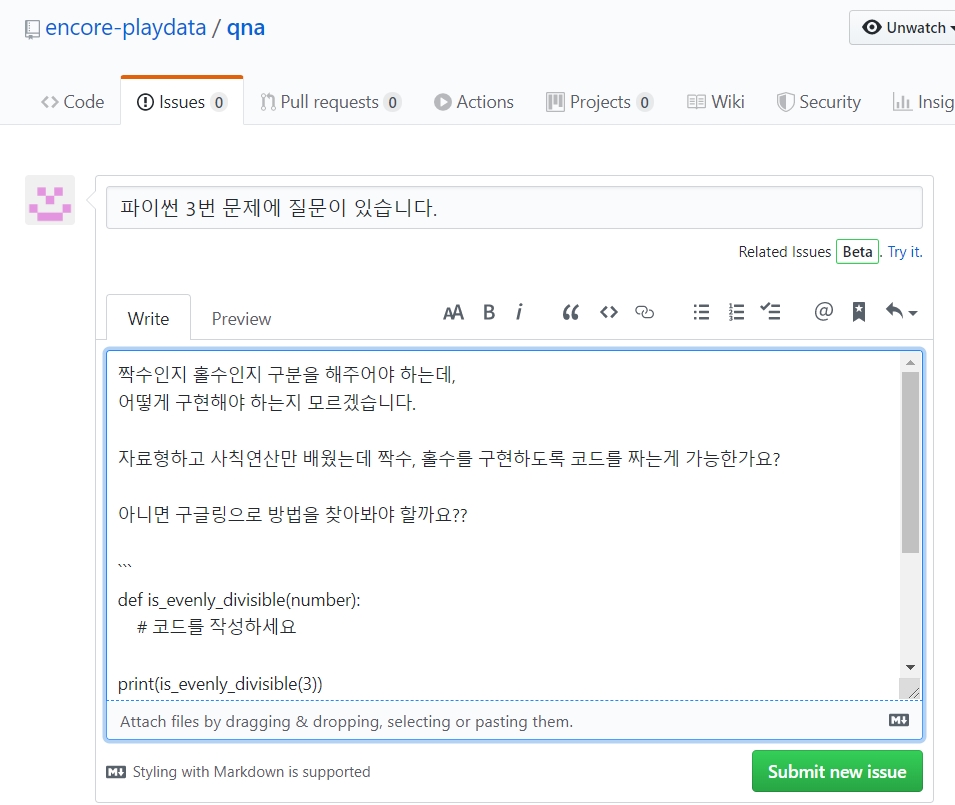 encore-playdata / qna
Unwatch
Code
Issues 0
Pull requests 0
Actions
Projects 0
Wiki
Security
Insig
파이썬 3번 문제에 질문이 있습니다.
Related Issues Beta. Try it.
Write
Preview
AA B i
짝수인지 홀수인지 구분을 해주어야 하는데,
어떻게 구현해야 하는지 모르겠습니다.
자료형하고 사칙연산만 배웠는데 짝수, 홀수를 구현하도록 코드를 짜는게 가능한가요?
아니면 구글링으로 방법을 찾아봐야 할까요??
```
def is_evenly_divisible(number):
# 코드를 작성하세요
print(is_evenly_divisible(3))
Attach files by dragging & dropping, selecting or pasting them.
Styling with Markdown is supported
Submit new issue